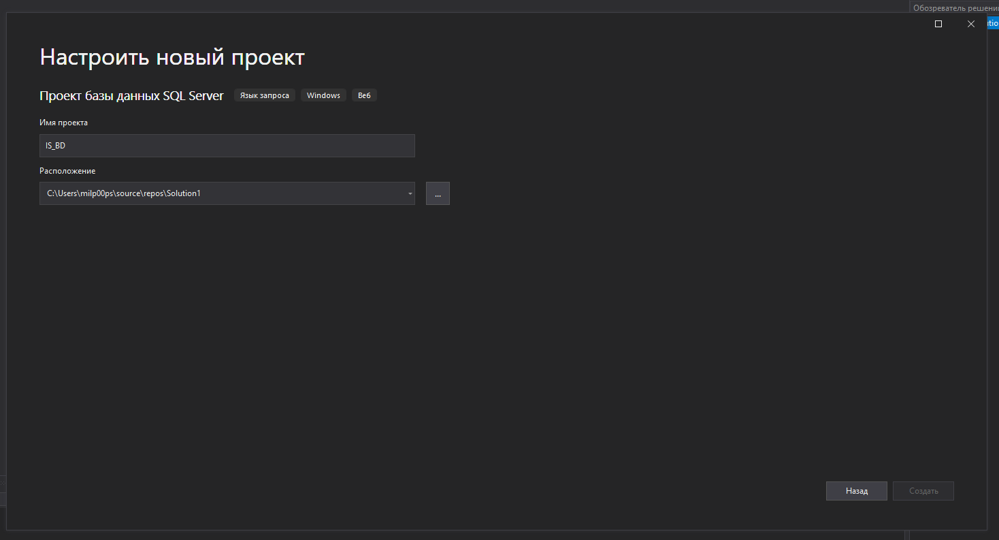 Обозреватель решени
Настроить новый проект
Проект базы данных SQL Server Язык запроса Windows Веб
Имя проекта
IS_BD
Расположение
C:\Users\milp00ps\source\repos\Solution1
...
Назад Создать